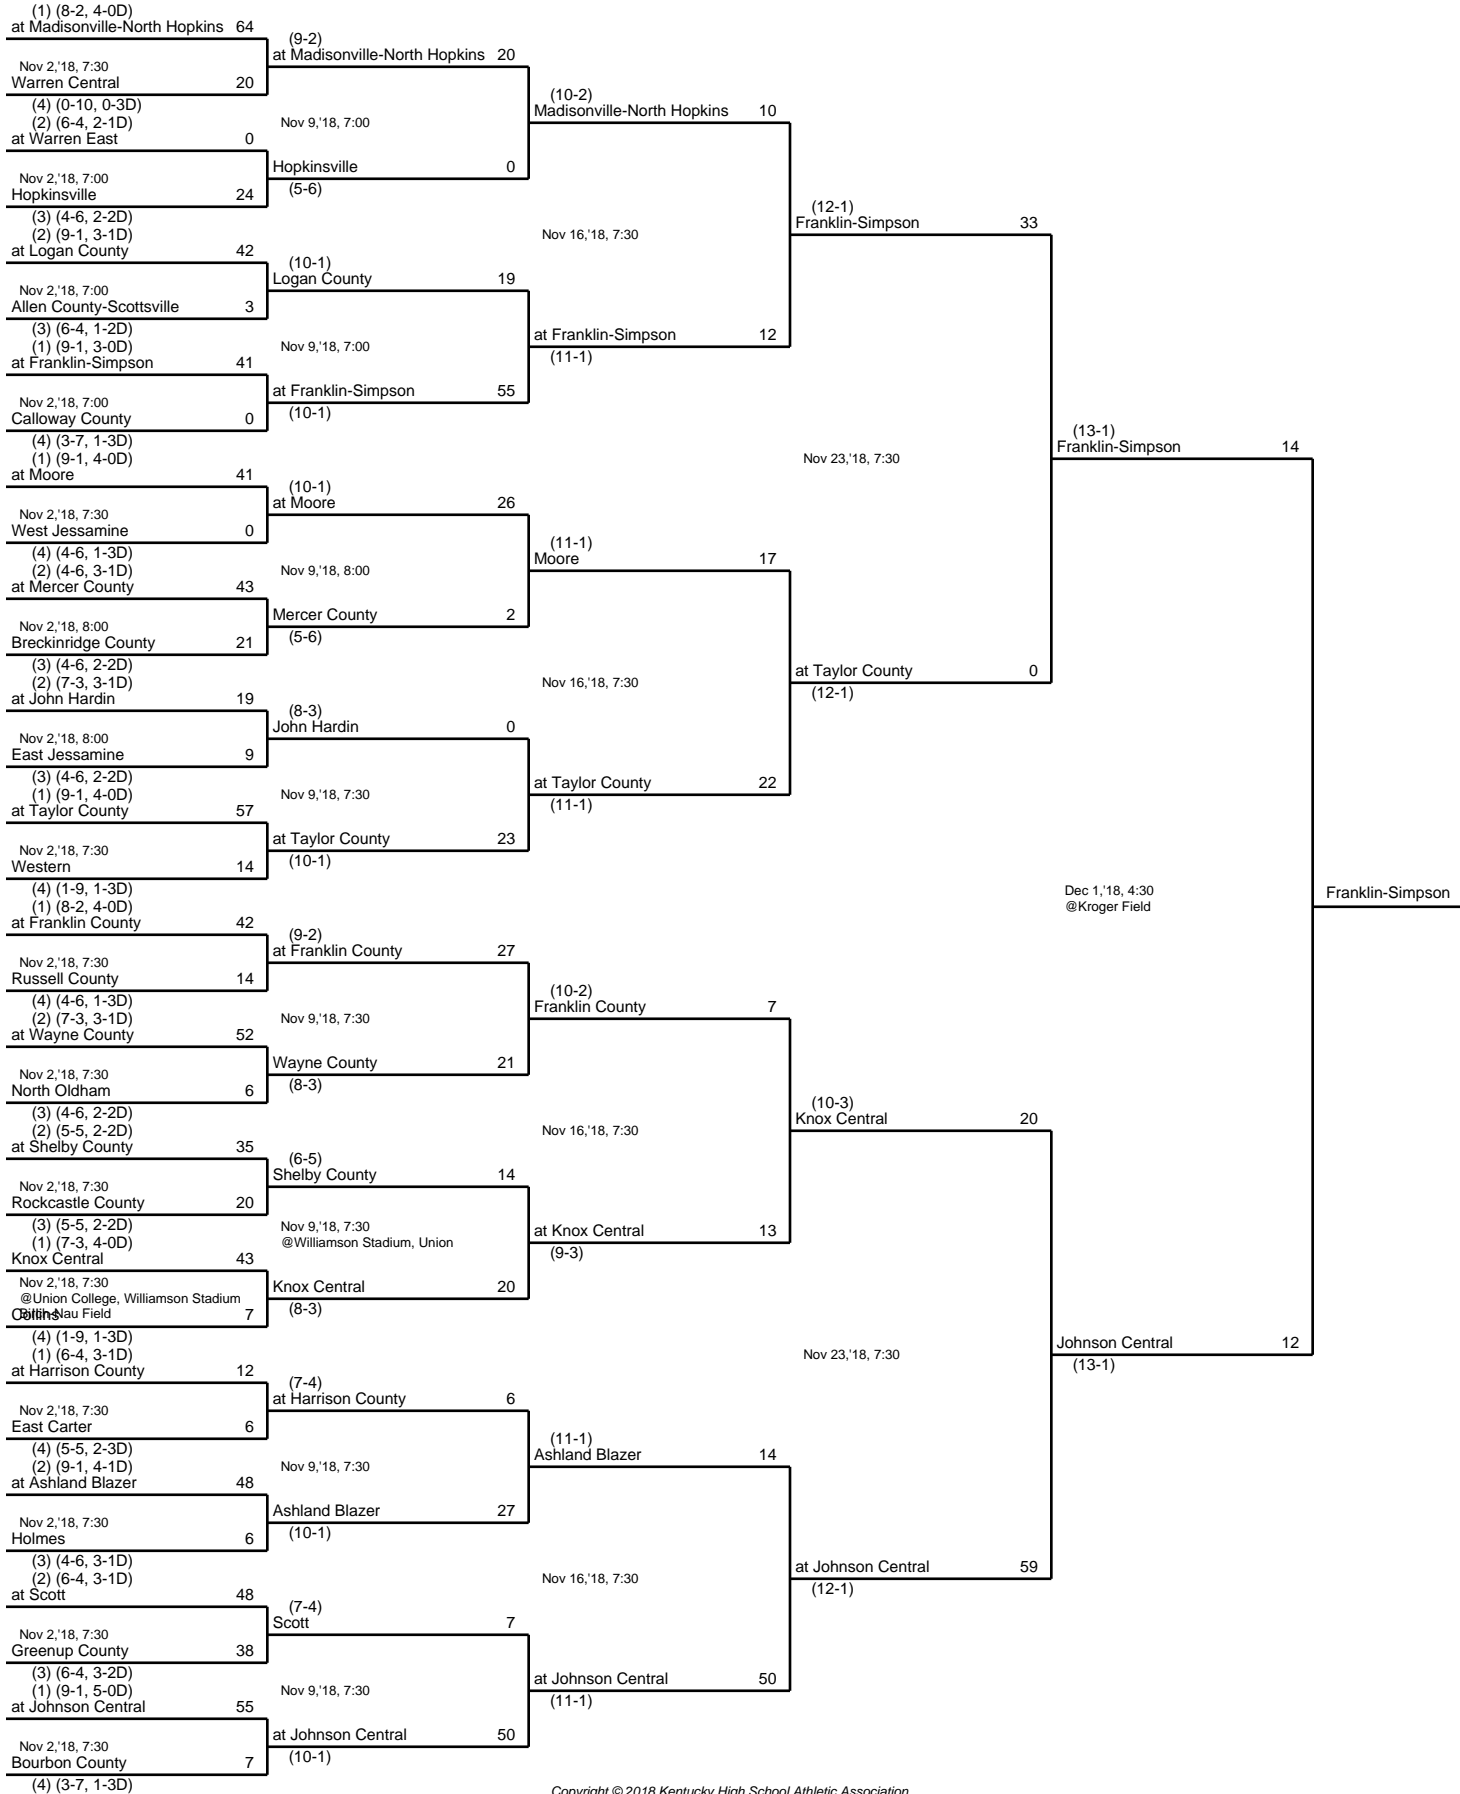 (1) (8-2, 4-0D)
at Madisonville-North Hopkins 64
Nov 2,'18, 7:30
Warren Central 20
(4) (0-10, 0-3D)
(2) (6-4, 2-1D)
at Warren East 0
Nov 2,'18, 7:00
Hopkinsville 24
(3) (4-6, 2-2D)
(2) (9-1, 3-1D)
at Logan County 42
Nov 2,'18, 7:00
Allen County-Scottsville 3
(3) (6-4, 1-2D)
(1) (9-1, 3-0D)
at Franklin-Simpson 41
Nov 2,'18, 7:00
Calloway County 0
(4) (3-7, 1-3D)
(1) (9-1, 4-0D)
at Moore 41
Nov 2,'18, 7:30
West Jessamine 0
(4) (4-6, 1-3D)
(2) (4-6, 3-1D)
at Mercer County 43
Nov 2,'18, 8:00
Breckinridge County 21
(3) (4-6, 2-2D)
(2) (7-3, 3-1D)
at John Hardin 19
Nov 2,'18, 8:00
East Jessamine 9
(3) (4-6, 2-2D)
(1) (9-1, 4-0D)
at Taylor County 57
Nov 2,'18, 7:30
Western 14
(4) (1-9, 1-3D)
(1) (8-2, 4-0D)
at Franklin County 42
Nov 2,'18, 7:30
Russell County 14
(4) (4-6, 1-3D)
(2) (7-3, 3-1D)
at Wayne County 52
Nov 2,'18, 7:30
North Oldham 6
(3) (4-6, 2-2D)
(2) (5-5, 2-2D)
at Shelby County 35
Nov 2,'18, 7:30
Rockcastle County 20
(3) (5-5, 2-2D)
(1) (7-3, 4-0D)
Knox Central 43
Nov 2,'18, 7:30
@Union College, Williamson Stadium
Nau Field
Collins 7
(4) (1-9, 1-3D)
(1) (6-4, 3-1D)
at Harrison County 12
Nov 2,'18, 7:30
East Carter 6
(4) (5-5, 2-3D)
(2) (9-1, 4-1D)
at Ashland Blazer 48
Nov 2,'18, 7:30
Holmes 6
(3) (4-6, 3-1D)
(2) (6-4, 3-1D)
at Scott 48
Nov 2,'18, 7:30
Greenup County 38
(3) (6-4, 3-2D)
(1) (9-1, 5-0D)
at Johnson Central 55
Nov 2,'18, 7:30
Bourbon County 7
(4) (3-7, 1-3D)
(9-2)
at Madisonville-North Hopkins 20
Nov 9,'18, 7:00
Hopkinsville 0
(5-6)
(10-1)
Logan County 19
Nov 9,'18, 7:00
at Franklin-Simpson 55
(10-1)
(10-1)
at Moore 26
Nov 9,'18, 8:00
Mercer County 2
(5-6)
(8-3)
John Hardin 0
Nov 9,'18, 7:30
at Taylor County 23
(10-1)
(9-2)
at Franklin County 27
Nov 9,'18, 7:30
Wayne County 21
(8-3)
(6-5)
Shelby County 14
Nov 9,'18, 7:30
@Williamson Stadium, Union
Knox Central 20
(8-3)
(7-4)
at Harrison County 6
Nov 9,'18, 7:30
Ashland Blazer 27
(10-1)
(7-4)
Scott 7
Nov 9,'18, 7:30
at Johnson Central 50
(10-1)
(10-2)
Madisonville-North Hopkins 10
Nov 16,'18, 7:30
at Franklin-Simpson 12
(11-1)
(11-1)
Moore 17
Nov 16,'18, 7:30
at Taylor County 22
(11-1)
(10-2)
Franklin County 7
Nov 16,'18, 7:30
at Knox Central 13
(9-3)
(11-1)
Ashland Blazer 14
Nov 16,'18, 7:30
at Johnson Central 50
(11-1)
(12-1)
Franklin-Simpson 33
Nov 23,'18, 7:30
at Taylor County 0
(12-1)
(10-3)
Knox Central 20
Nov 23,'18, 7:30
at Johnson Central 59
(12-1)
(13-1)
Franklin-Simpson 14
Dec 1,'18, 4:30
@Kroger Field
Johnson Central 12
(13-1)
Franklin-Simpson
Copyright © 2018 Kentucky High School Athletic Association